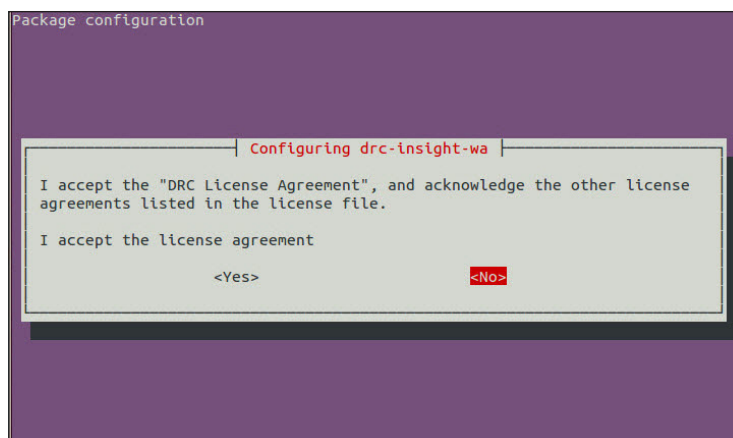 Package configuration
Configuring drc-insight-wa
I accept the "DRC License Agreement", and acknowledge the other license
agreements listed in the license file.
I accept the license agreement
<Yes> <No>